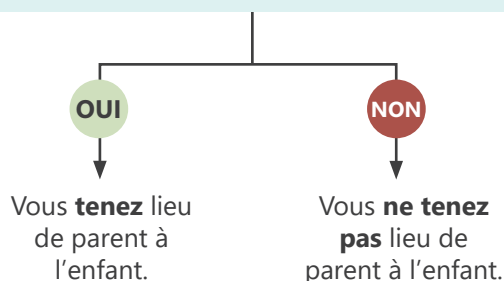 OUI
NON
Vous tenez lieu
de parent à
l'enfant.
Vous ne tenez
pas lieu de
parent à l'enfant.